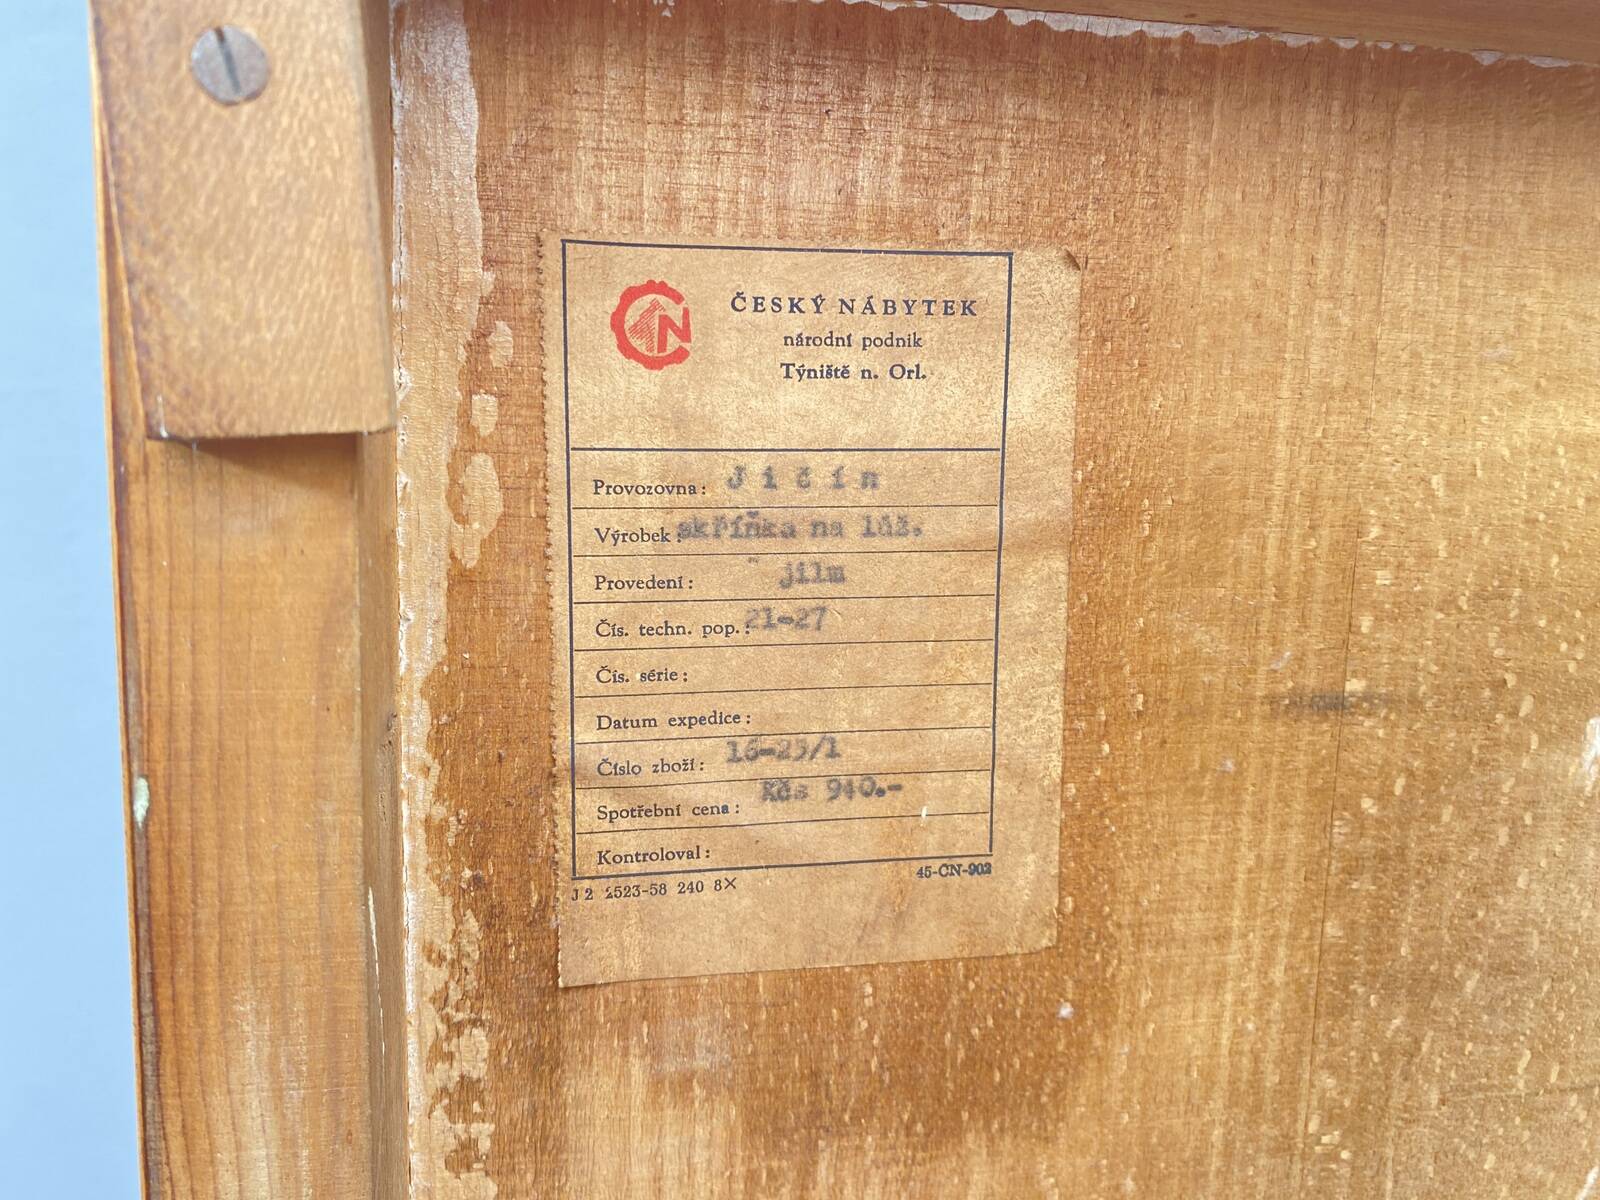 CN
ČESKÝ NÁBYTEK
národní podnik
Týniště n. Orl.
Provozovna: Jičín
Výrobek: skříňka na lůž.
Provedení: jilm
Čís. techn. pop.: 21-27
Čís. série:
Datum expedice:
Číslo zboží: 16-25/1
Spotřební cena: Kčs 940.-
Kontroloval:
J2 2523-58 240 8X
45-ČN-902